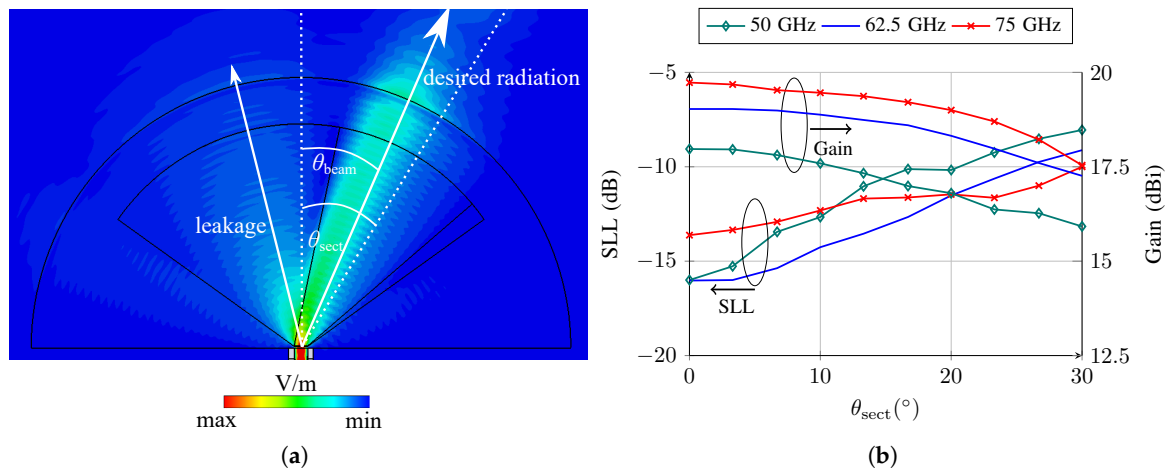 desired radiation
θbeam
leakage
θsect
V/m
max min
(a)
50 GHz 62.5 GHz 75 GHz
−5 20
Gain
−10 17.5
SLL (dB) Gain (dBi)
−15 15
SLL
−20 12.5
0 10 20 30
θsect(°)
(b)